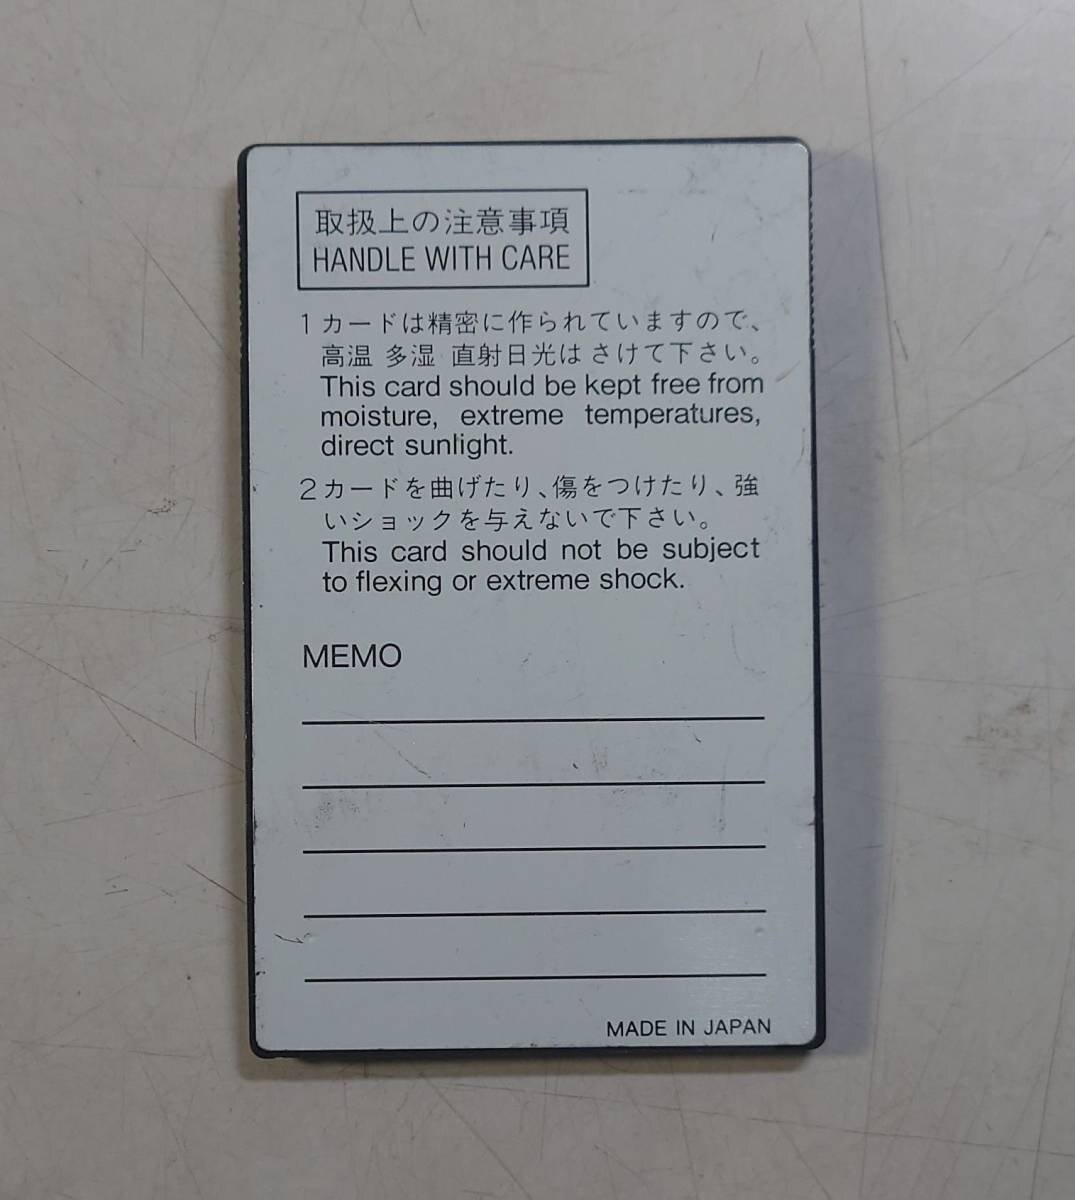 取扱上の注意事項
HANDLE WITH CARE
1 カードは精密に作られていますので、
高温 多湿 直射日光は さけて下さい。
This card should be kept free from
moisture, extreme temperatures,
direct sunlight.
2 カードを曲げたり、傷をつけたり、強
いショックを与えないで下さい。
This card should not be subject
to flexing or extreme shock.
MEMO
MADE IN JAPAN